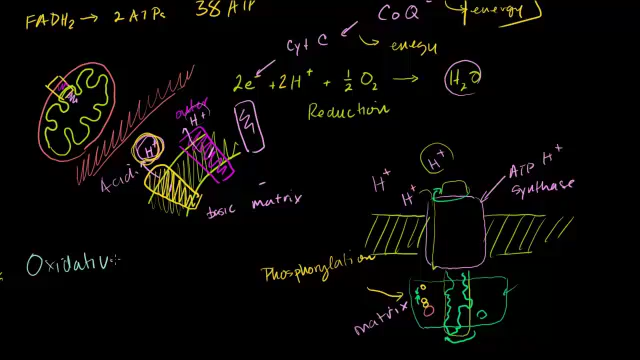 FADH₂ → 2 ATPs 38 ATP
CoQ → energy
Cyt C → energy
2e⁻ + 2H⁺ + ½ O₂ → H₂O
Reduction
outer
H⁺
H⁺
Acid
basic matrix
H⁺
H⁺
H⁺
H⁺
ATP
Synthase
Oxidativ
Phosphorylation
matrix